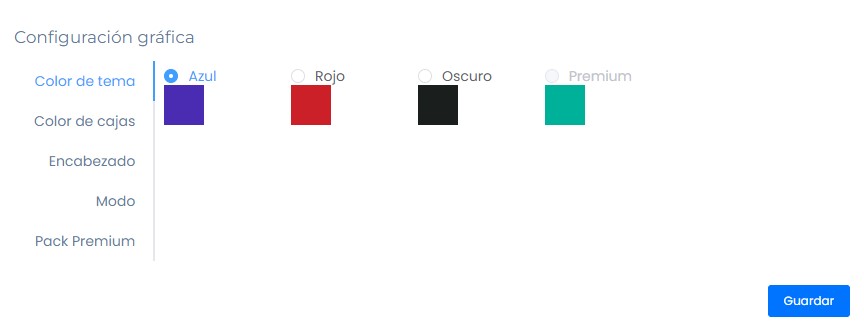 Configuración gráfica
Color de tema
Azul
Rojo
Oscuro
Premium
Color de cajas
Encabezado
Modo
Pack Premium
Guardar